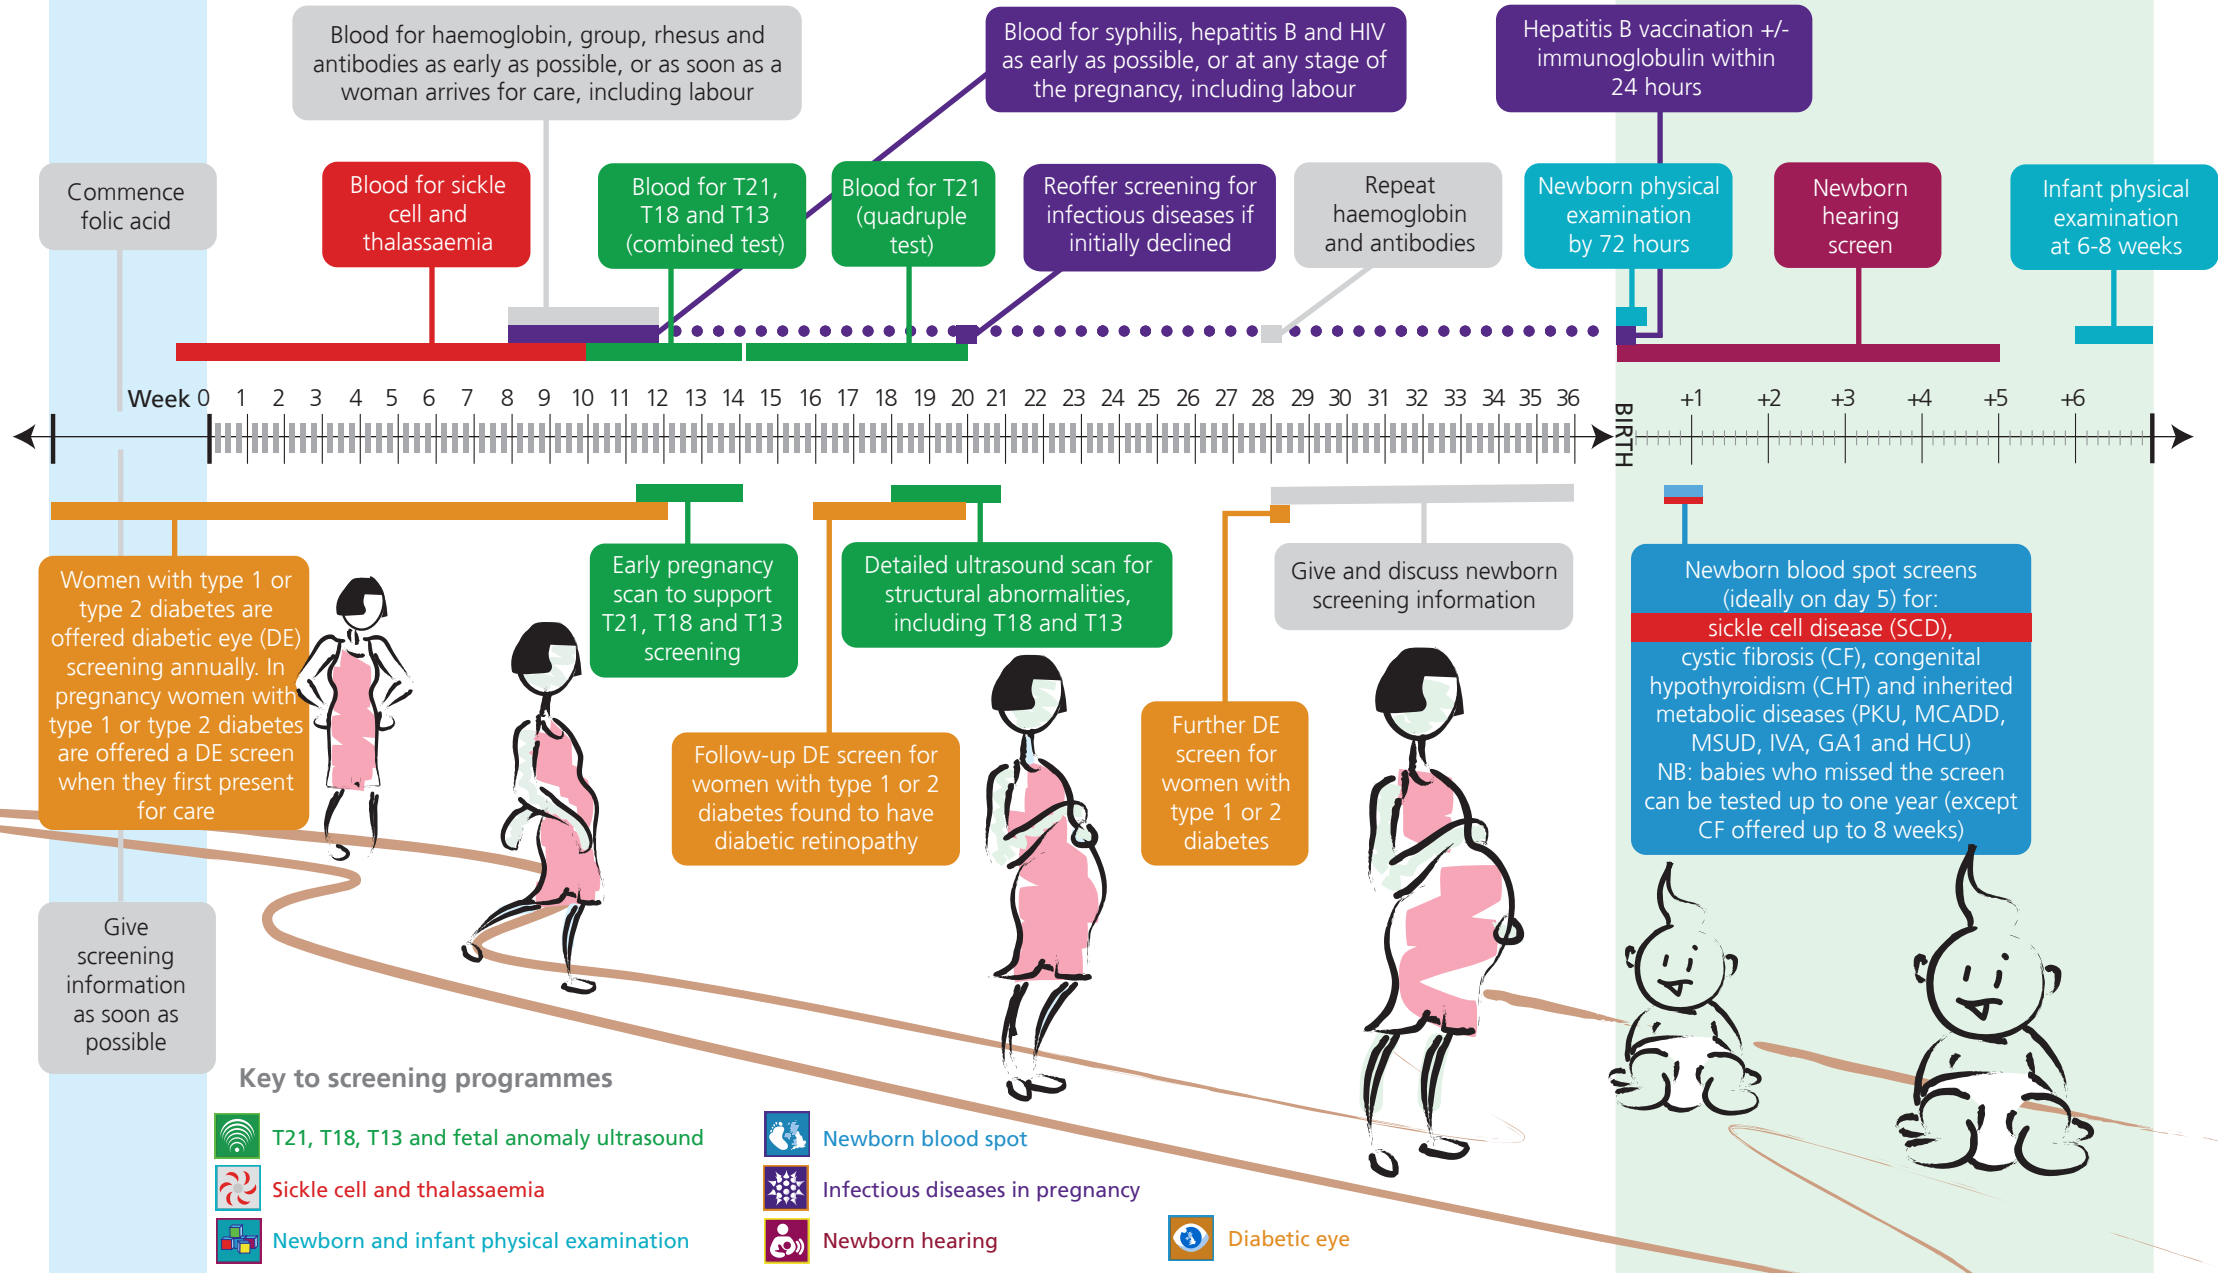 Blood for haemoglobin, group, rhesus and
antibodies as early as possible, or as soon as a
woman arrives for care, including labour
Blood for syphilis, hepatitis B and HIV
as early as possible, or at any stage of
the pregnancy, including labour
Hepatitis B vaccination +/-
immunoglobulin within
24 hours
Commence
folic acid
Blood for sickle
cell and
thalassaemia
Blood for T21,
T18 and T13
(combined test)
Blood for T21
(quadruple
test)
Reoffer screening for
infectious diseases if
initially declined
Repeat
haemoglobin
and antibodies
Newborn physical
examination
by 72 hours
Newborn
hearing
screen
Infant physical
examination
at 6-8 weeks
Week 0 1 2 3 4 5 6 7 8 9 10 11 12 13 14 15 16 17 18 19 20 21 22 23 24 25 26 27 28 29 30 31 32 33 34 35 36 BIRTH +1 +2 +3 +4 +5 +6
Women with type 1 or
type 2 diabetes are
offered diabetic eye (DE)
screening annually. In
pregnancy women with
type 1 or type 2 diabetes
are offered a DE screen
when they first present
for care
Early pregnancy
scan to support
T21, T18 and T13
screening
Detailed ultrasound scan for
structural abnormalities,
including T18 and T13
Give and discuss newborn
screening information
Newborn blood spot screens
(ideally on day 5) for:
sickle cell disease (SCD),
cystic fibrosis (CF), congenital
hypothyroidism (CHT) and inherited
metabolic diseases (PKU, MCADD,
MSUD, IVA, GA1 and HCU)
NB: babies who missed the screen
can be tested up to one year (except
CF offered up to 8 weeks)
Follow-up DE screen for
women with type 1 or 2
diabetes found to have
diabetic retinopathy
Further DE
screen for
women with
type 1 or 2
diabetes
Give
screening
information
as soon as
possible
Key to screening programmes
T21, T18, T13 and fetal anomaly ultrasound
Sickle cell and thalassaemia
Newborn and infant physical examination
Newborn blood spot
Infectious diseases in pregnancy
Newborn hearing
Diabetic eye